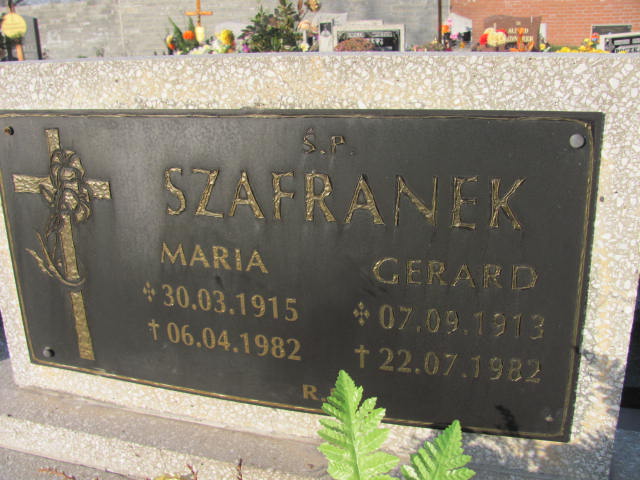 Ś.P.
SZAFRANEK
MARIA
30.03.1915
† 06.04.1982
GERARD
07.09.1913
† 22.07.1982
R.